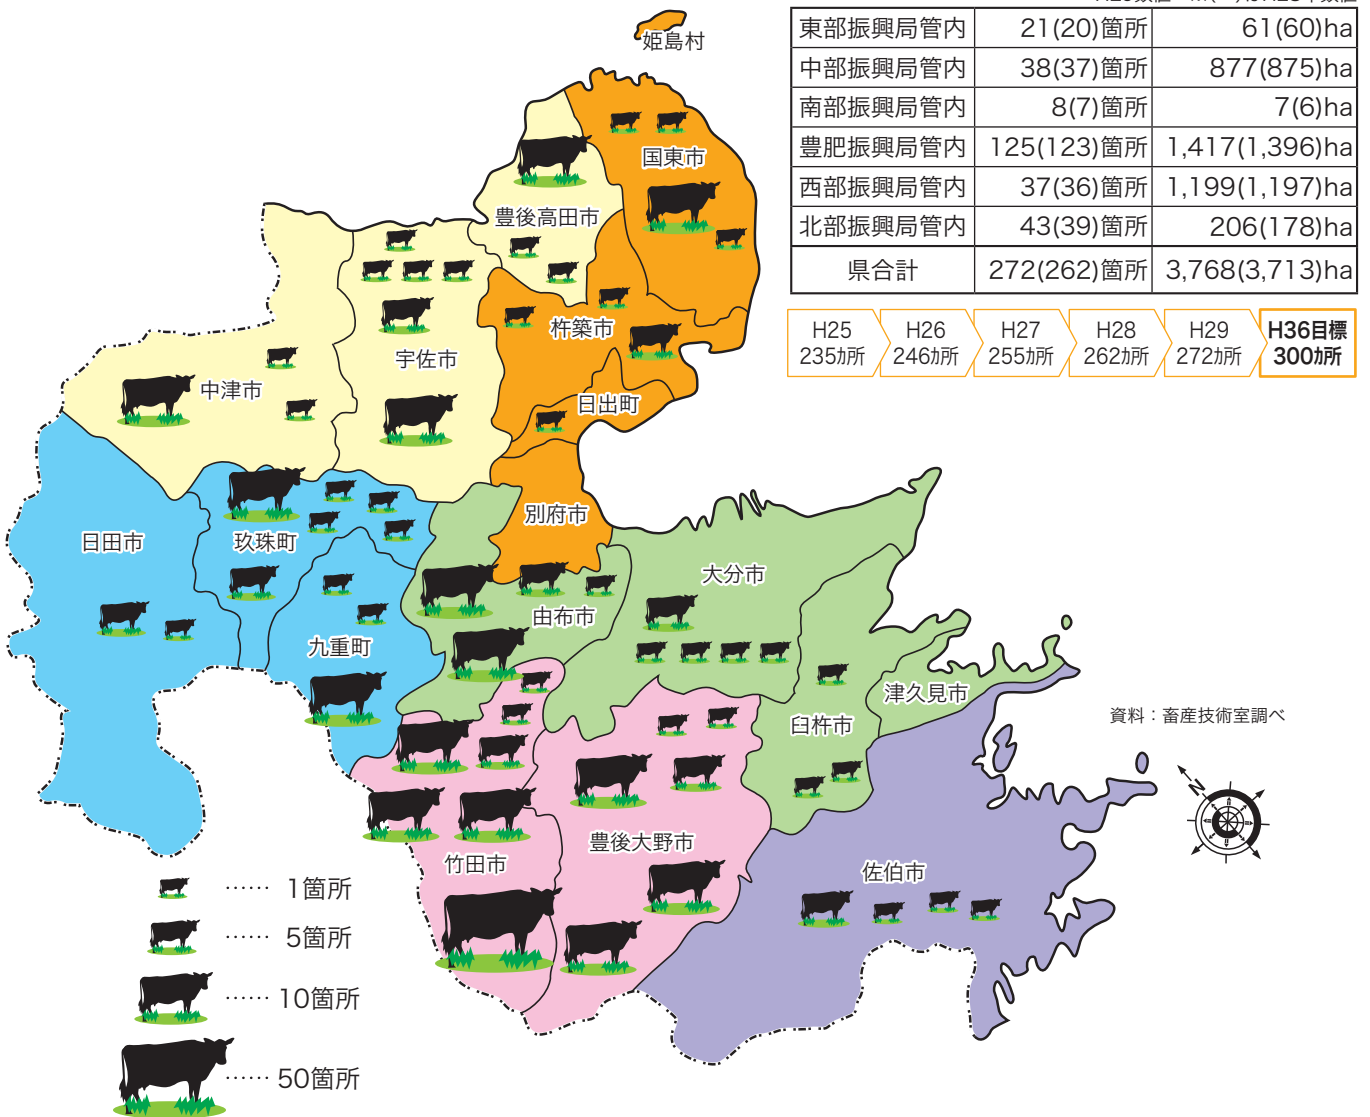 姫島村
東部振興局管内 21(20)箇所 61(60)ha
中部振興局管内 38(37)箇所 877(875)ha
南部振興局管内 8(7)箇所 7(6)ha
豊肥振興局管内 125(123)箇所 1,417(1,396)ha
西部振興局管内 37(36)箇所 1,199(1,197)ha
北部振興局管内 43(39)箇所 206(178)ha
県合計 272(262)箇所 3,768(3,713)ha
H25 H26 H27 H28 H29 H36目標
235ｶ所 246ｶ所 255ｶ所 262ｶ所 272ｶ所 300ｶ所
国東市
豊後高田市
杵築市
宇佐市
中津市
日出町
別府市
日田市
玖珠町
大分市
由布市
九重町
津久見市
臼杵市
資料：畜産技術室調べ
N
豊後大野市
竹田市
佐伯市
…… 1箇所
…… 5箇所
…… 10箇所
…… 50箇所